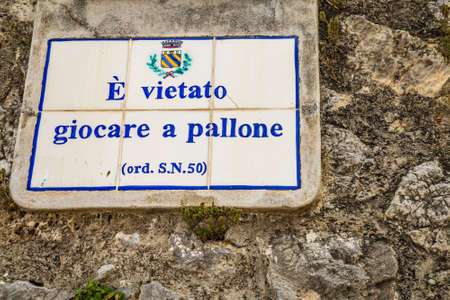 È vietato
giocare a pallone
(ord. S.N.50)